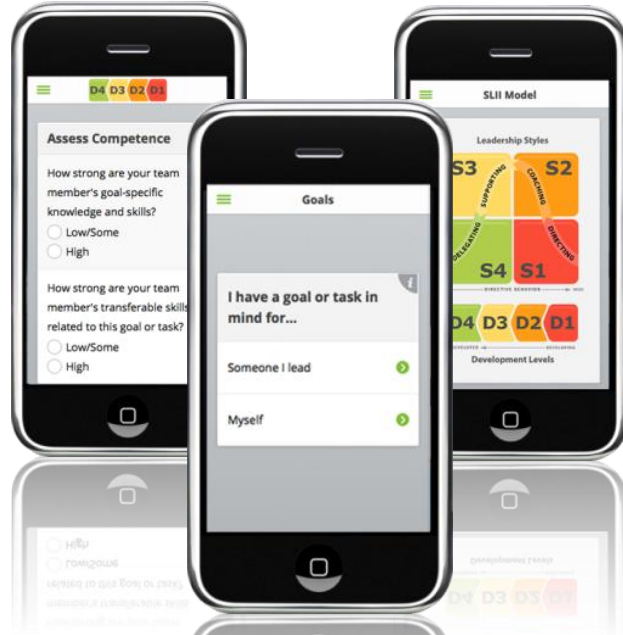 D4 D3 D2 D1
Assess Competence
How strong are your team
member's goal-specific
knowledge and skills?
Low/Some
High
How strong are your team
member's transferable skills
related to this goal or task?
Low/Some
High
Goals
I have a goal or task in
mind for...
Someone I lead
Myself
SLII Model
Leadership Styles
S3 S2
SUPPORTING COACHING
DELEGATING DIRECTING
S4 S1
DIRECTIVE BEHAVIOR
D4 D3 D2 D1
DEVELOPED DEVELOPING
Development Levels